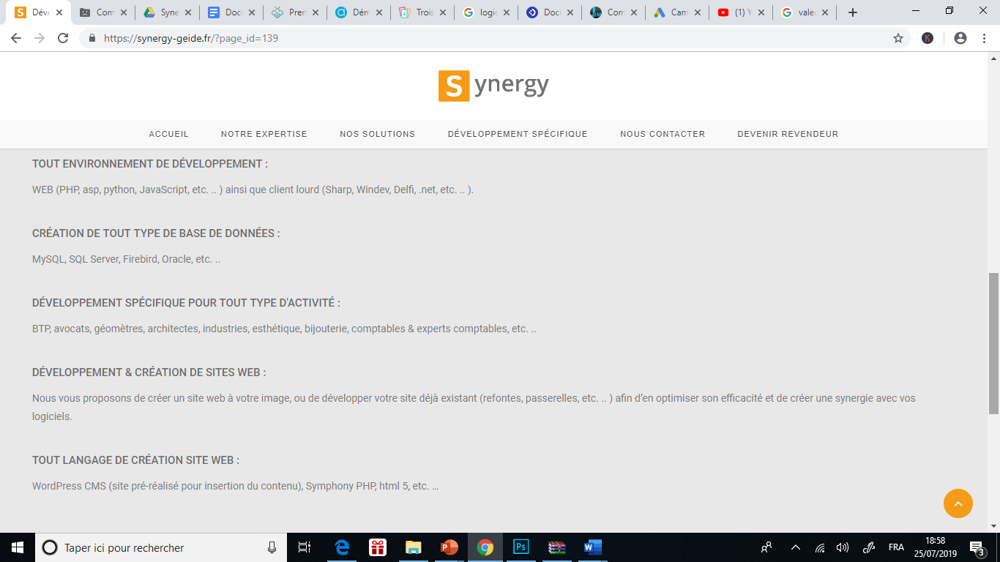 Déve
Com
Syne
Docu
Pren
Dém
Trois
logic
Docu
Com
Cam
(1) Y
vale
https://synergy-geide.fr/?page_id=139
K
S ynergy
ACCUEIL
NOTRE EXPERTISE
NOS SOLUTIONS
DÉVELOPPEMENT SPÉCIFIQUE
NOUS CONTACTER
DEVENIR REVENDEUR
TOUT ENVIRONNEMENT DE DÉVELOPPEMENT :
WEB (PHP, asp, python, JavaScript, etc. .. ) ainsi que client lourd (Sharp, Windev, Delfi, .net, etc. .. ).
CRÉATION DE TOUT TYPE DE BASE DE DONNÉES :
MySQL, SQL Server, Firebird, Oracle, etc. ..
DÉVELOPPEMENT SPÉCIFIQUE POUR TOUT TYPE D'ACTIVITÉ :
BTP, avocats, géomètres, architectes, industries, esthétique, bijouterie, comptables & experts comptables, etc. ..
DÉVELOPPEMENT & CRÉATION DE SITES WEB :
Nous vous proposons de créer un site web à votre image, ou de développer votre site déjà existant (refontes, passerelles, etc. .. ) afin d’en optimiser son efficacité et de créer une synergie avec vos
logiciels.
TOUT LANGAGE DE CRÉATION SITE WEB :
WordPress CMS (site pré-réalisé pour insertion du contenu), Symphony PHP, html 5, etc. …
Taper ici pour rechercher
FRA
18:58
25/07/2019
3